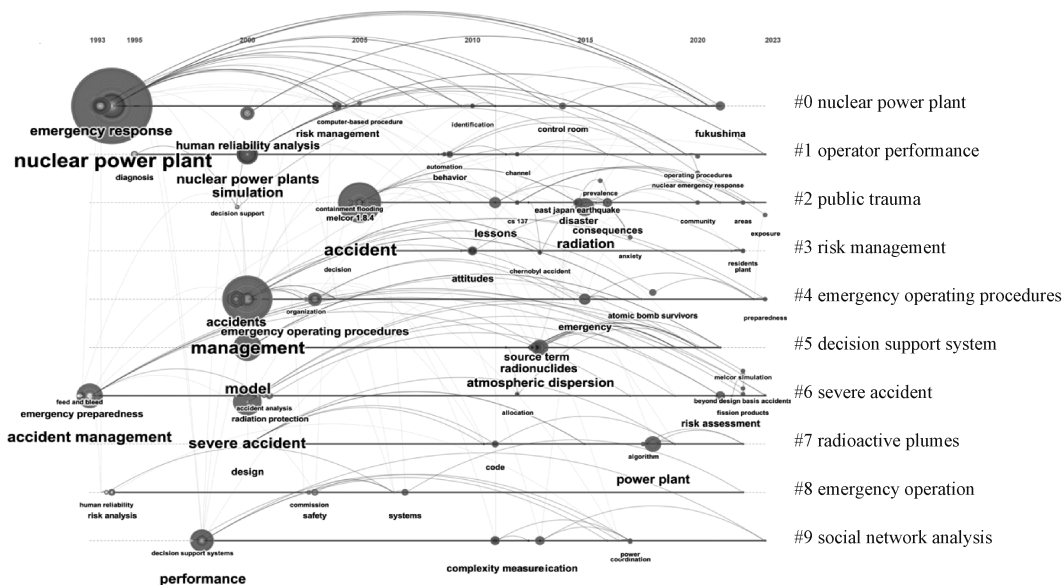 1993 1995 2000 2005 2010 2015 2020 2023
#0 nuclear power plant
computer-based procedure
identification
emergency response
risk management
control room
fukushima
human reliability analysis
#1 operator performance
nuclear power plant
automation
channel
operating procedures
diagnosis
nuclear power plants
behavior
nuclear emergency response
simulation
prevalence
#2 public trauma
decision support
containment flooding
east japan earthquake
melcor 1.8.4
cs 137
disaster
community
areas
lessons
consequences
exposure
accident
radiation
#3 risk management
anxiety
residents
decision
chernobyl accident
plant
attitudes
#4 emergency operating procedures
organization
atomic bomb survivors
preparedness
accidents
emergency operating procedures
emergency
management
#5 decision support system
source term
radionuclides
melcor simulation
model
atmospheric dispersion
#6 severe accident
feed and bleed
beyond design basis accidents
emergency preparedness
accident analysis
allocation
fission products
radiation protection
risk assessment
accident management
severe accident
#7 radioactive plumes
algorithm
design
code
power plant
#8 emergency operation
human reliability
commission
risk analysis
safety
systems
#9 social network analysis
decision support systems
power
coordination
complexity measure
performance